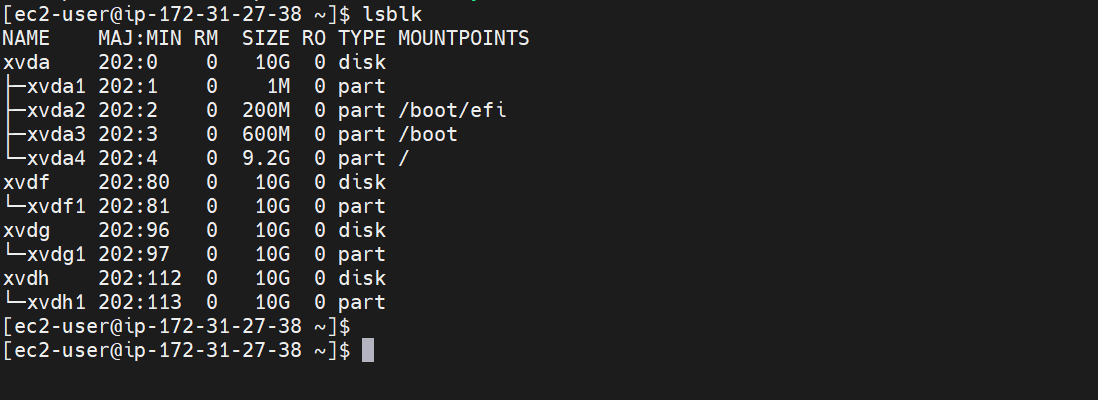 [ec2-user@ip-172-31-27-38 ~]$ lsblk
NAME    MAJ:MIN RM  SIZE RO TYPE MOUNTPOINTS
xvda    202:0    0   10G  0 disk
├─xvda1 202:1    0    1M  0 part
├─xvda2 202:2    0  200M  0 part /boot/efi
├─xvda3 202:3    0  600M  0 part /boot
└─xvda4 202:4    0  9.2G  0 part /
xvdf    202:80   0   10G  0 disk
└─xvdf1 202:81   0   10G  0 part
xvdg    202:96   0   10G  0 disk
└─xvdg1 202:97   0   10G  0 part
xvdh    202:112  0   10G  0 disk
└─xvdh1 202:113  0   10G  0 part
[ec2-user@ip-172-31-27-38 ~]$
[ec2-user@ip-172-31-27-38 ~]$